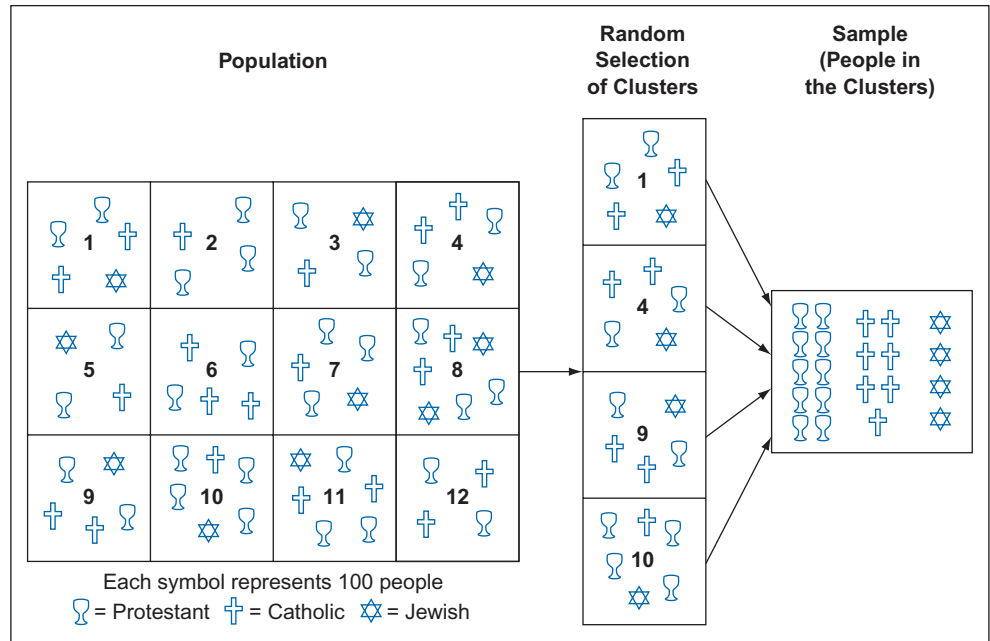 Population
Random
Selection
of Clusters
Sample
(People in
the Clusters)
1 2 3 4
5 6 7 8
9 10 11 12
1
4
9
10
Each symbol represents 100 people
= Protestant = Catholic = Jewish